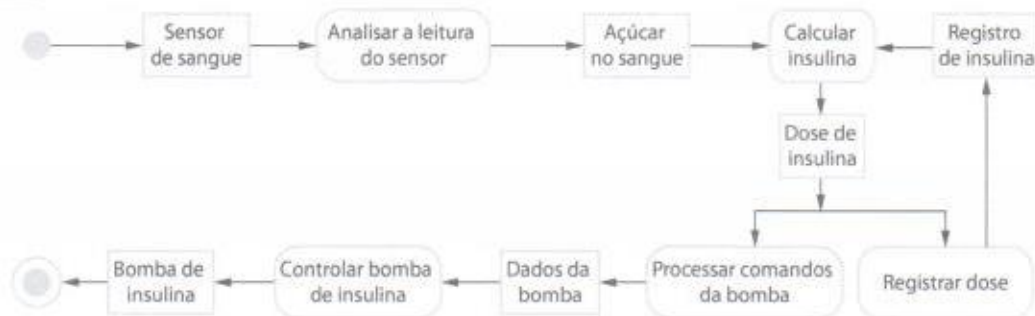 Sensor
de sangue
Analisar a leitura
do sensor
Açúcar
no sangue
Calcular
insulina
Registro
de insulina
Dose de
insulina
Bomba de
insulina
Controlar bomba
de insulina
Dados da
bomba
Processar comandos
da bomba
Registrar dose